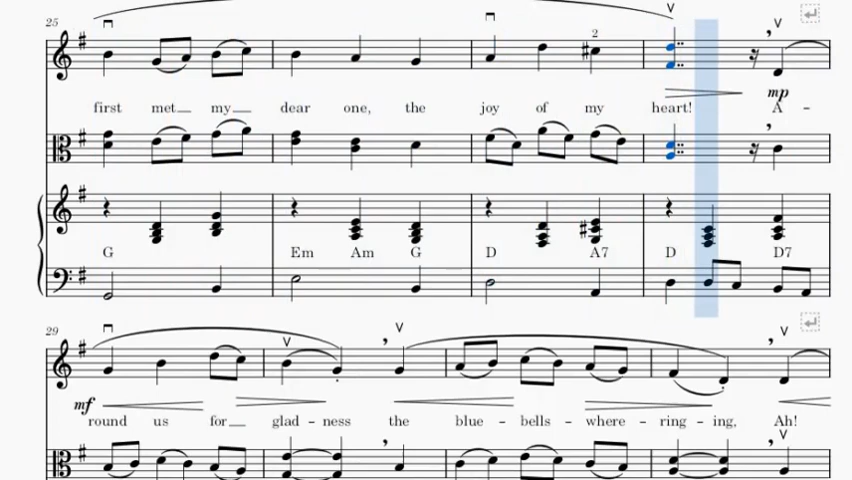 25
2
first met my dear one, the joy of my heart! A -
mp
G Em Am G D A7 D D7
29
mf
round us for glad - ness the blue - bells - where - ring - ing, Ah!